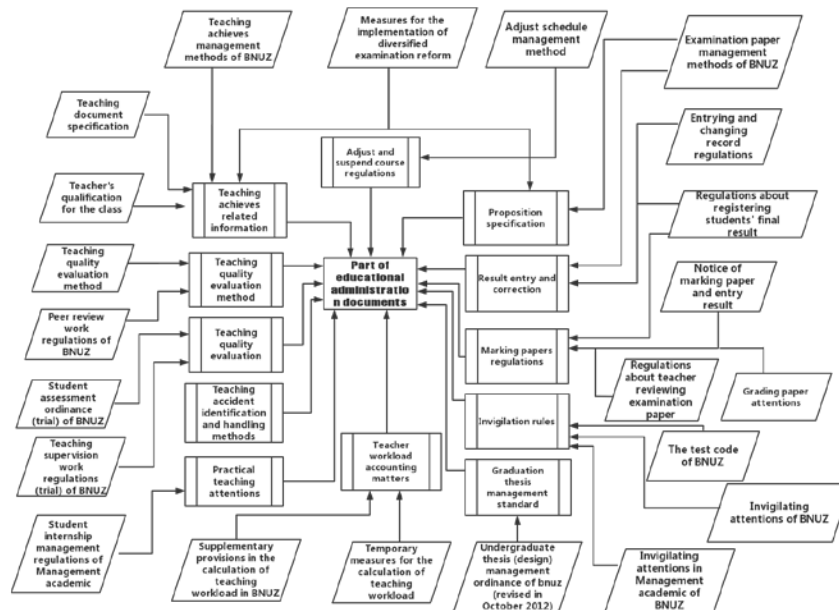 Teaching
achieves
management
methods of BNUZ
Measures for the
implementation of
diversified
examination reform
Adjust schedule
management
method
Examination paper
management
methods of BNUZ
Teaching
document
specification
Entrying and
changing
record
regulations
Adjust and
suspend course
regulations
Teacher's
qualification
for the class
Teaching
achieves
related
information
Proposition
specification
Regulations about
registering
students' final
result
Teaching
quality
evaluation
method
Teaching
quality
evaluation
method
Part of
educational
administratio
n documents
Result entry and
correction
Notice of
marking paper
and entry
result
Peer review
work
regulations
of BNUZ
Teaching
quality
evaluation
Marking papers
regulations
Regulations
about teacher
reviewing
examination
paper
Grading paper
attentions
Student
assessment
ordinance
(trial) of BNUZ
Teaching
accident
identification
and handling
methods
Invigilation rules
The test code
of BNUZ
Teaching
supervision
work
regulations
(trial) of BNUZ
Practical
teaching
attentions
Teacher
workload
accounting
matters
Graduation
thesis
management
standard
Invigilating
attentions of BNUZ
Student
internship
management
regulations of
Management
academic
Supplementary
provisions in the
calculation of
teaching
workload in BNUZ
Temporary
measures for the
calculation of
teaching
workload
Undergraduate
thesis (design)
management
ordinance of bnuz
(revised in
October 2012)
Invigilating
attentions in
Management
academic of
BNUZ